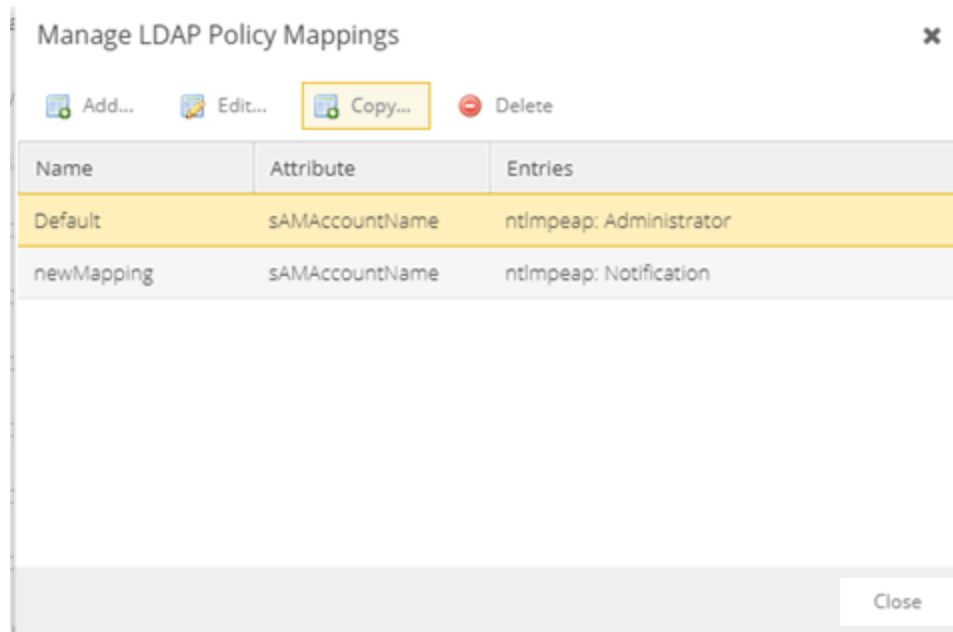 Manage LDAP Policy Mappings
Add... Edit... Copy... Delete
Name Attribute Entries
Default sAMAccountName ntlmpeap: Administrator
newMapping sAMAccountName ntlmpeap: Notification
Close